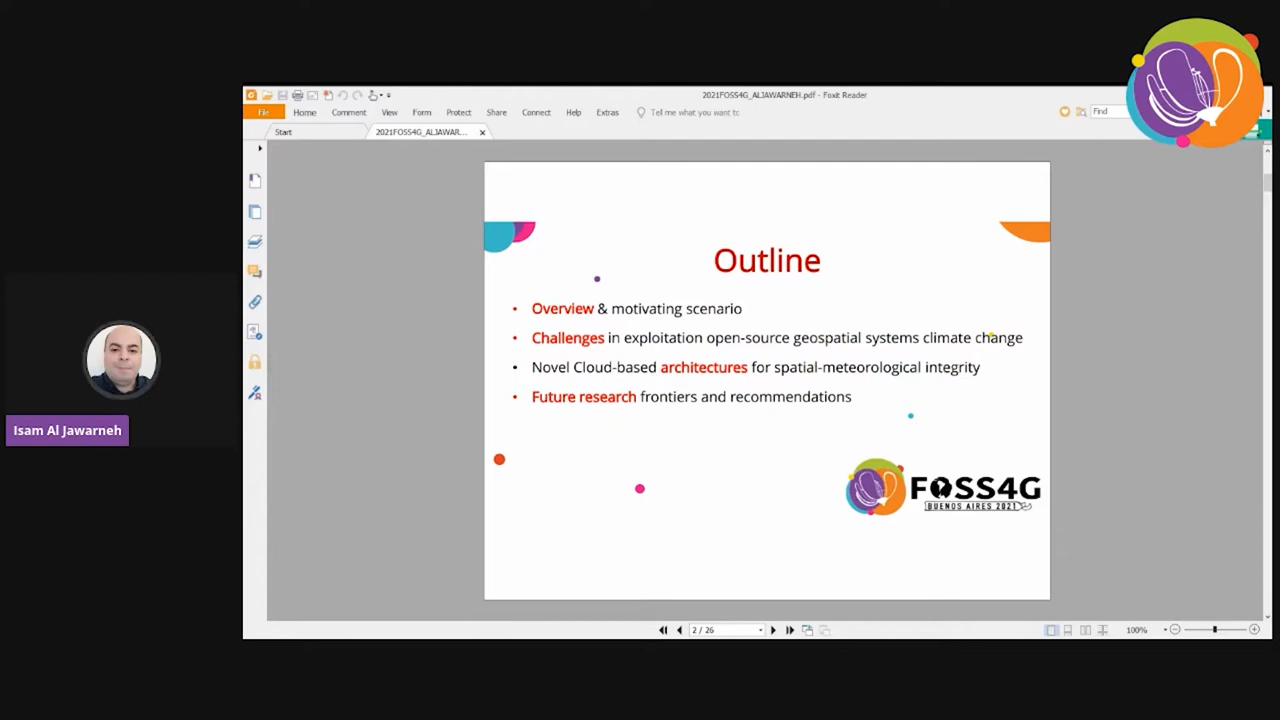 2021FOSS4G_ALJAWARNEH.pdf - Foxit Reader
File Home Comment View Form Protect Share Connect Help Extras Tell me what you want to Find
Start 2021FOSS4G_ALJAWAR...
Outline
• Overview & motivating scenario
• Challenges in exploitation open-source geospatial systems climate change
• Novel Cloud-based architectures for spatial-meteorological integrity
• Future research frontiers and recommendations
FOSS4G
BUENOS AIRES 2021
Isam Al Jawarneh
2 / 26
100%